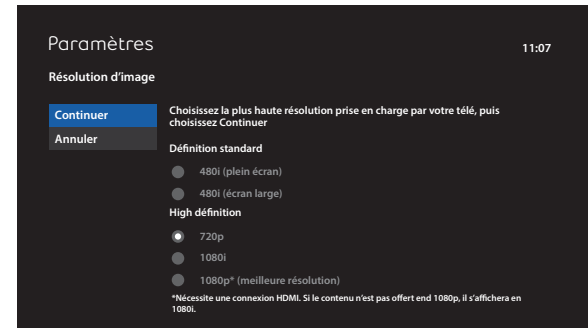 Paramètres
11:07
Résolution d'image
Continuer
Annuler
Choisissez la plus haute résolution prise en charge par votre télé, puis
choisissez Continuer
Définition standard
480i (plein écran)
480i (écran large)
High définition
720p
1080i
1080p* (meilleure résolution)
*Nécessite une connexion HDMI. Si le contenu n'est pas offert end 1080p, il s'affichera en
1080i.